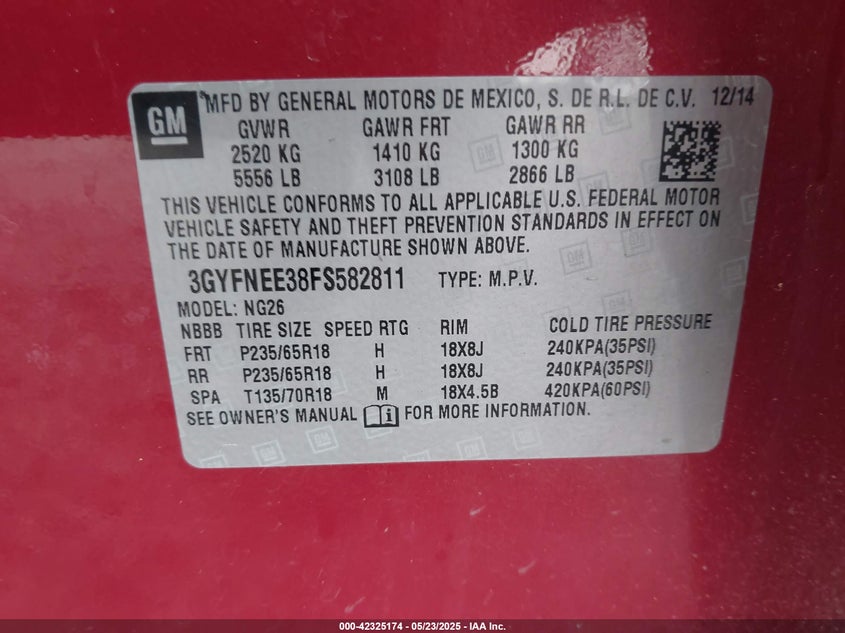 GM MFD BY GENERAL MOTORS DE MEXICO, S. DE R.L. DE C.V. 12/14
GVWR GAWR FRT GAWR RR
2520 KG 1410 KG 1300 KG
5556 LB 3108 LB 2866 LB
THIS VEHICLE CONFORMS TO ALL APPLICABLE U.S. FEDERAL MOTOR
VEHICLE SAFETY AND THEFT PREVENTION STANDARDS IN EFFECT ON
THE DATE OF MANUFACTURE SHOWN ABOVE.
3GYFNEE38FS582811 TYPE: M.P.V.
MODEL: NG26
NBBB TIRE SIZE SPEED RTG RIM COLD TIRE PRESSURE
FRT P235/65R18 H 18X8J 240KPA(35PSI)
RR P235/65R18 H 18X8J 240KPA(35PSI)
SPA T135/70R18 M 18X4.5B 420KPA(60PSI)
SEE OWNER'S MANUAL FOR MORE INFORMATION.
000-42325174 — 05/23/2025 — IAA Inc.